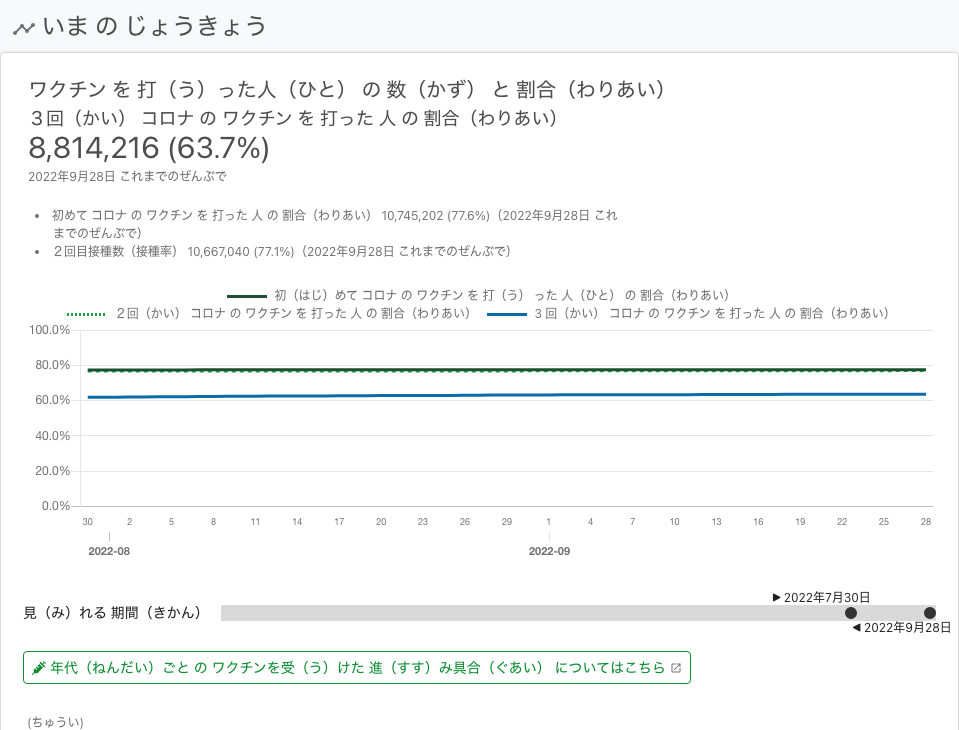 いま の じょうきょう
ワクチン を 打（う）った人（ひと） の 数（かず） と 割合（わりあい）
３回（かい） コロナ の ワクチン を 打った 人 の 割合（わりあい）
8,814,216 (63.7%)
2022年9月28日 これまでのぜんぶで
• 初めて コロナ の ワクチン を 打った 人 の 割合（わりあい） 10,745,202 (77.6%)（2022年9月28日 これ
までのぜんぶで）
• ２回目接種数（接種率） 10,667,040 (77.1%)（2022年9月28日 これまでのぜんぶで）
初（はじ）めて コロナ の ワクチン を 打（う） った 人（ひと） の 割合（わりあい）
２回（かい） コロナ の ワクチン を 打った 人 の 割合（わりあい） ３回（かい） コロナ の ワクチン を 打った 人 の 割合（わりあい）
100.0%
80.0%
60.0%
40.0%
20.0%
0.0%
30 2 5 8 11 14 17 20 23 26 29 1 4 7 10 13 16 19 22 25 28
2022-08 2022-09
▶ 2022年7月30日
見（み）れる 期間（きかん）
◀ 2022年9月28日
年代（ねんだい）ごと の ワクチンを受（う）けた 進（すす）み具合（ぐあい） についてはこちら
(ちゅうい)